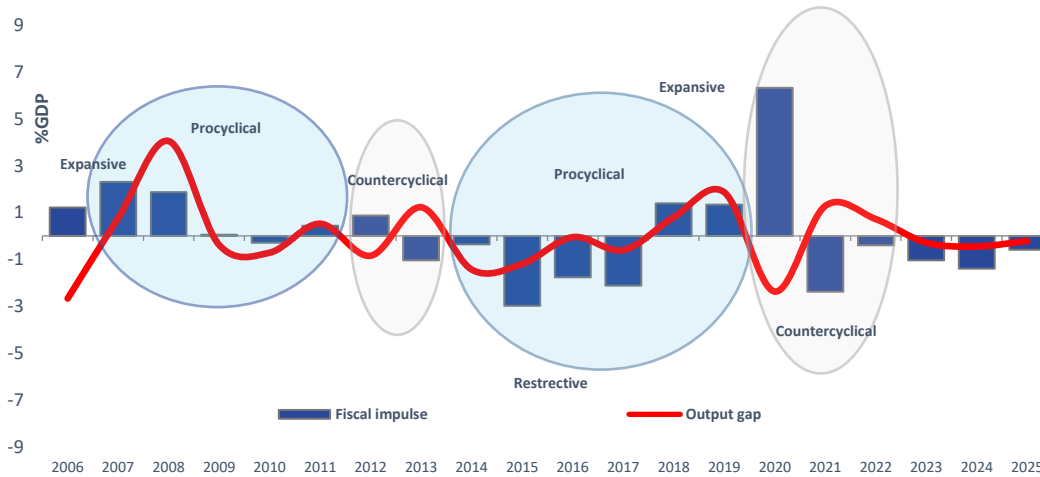 9
7
5
3
1
-1
-3
-5
-7
-9
%GDP
Expansive
Procyclical
Countercyclical
Procyclical
Expansive
Restrective
Countercyclical
Fiscal impulse
Output gap
2006 2007 2008 2009 2010 2011 2012 2013 2014 2015 2016 2017 2018 2019 2020 2021 2022 2023 2024 2025